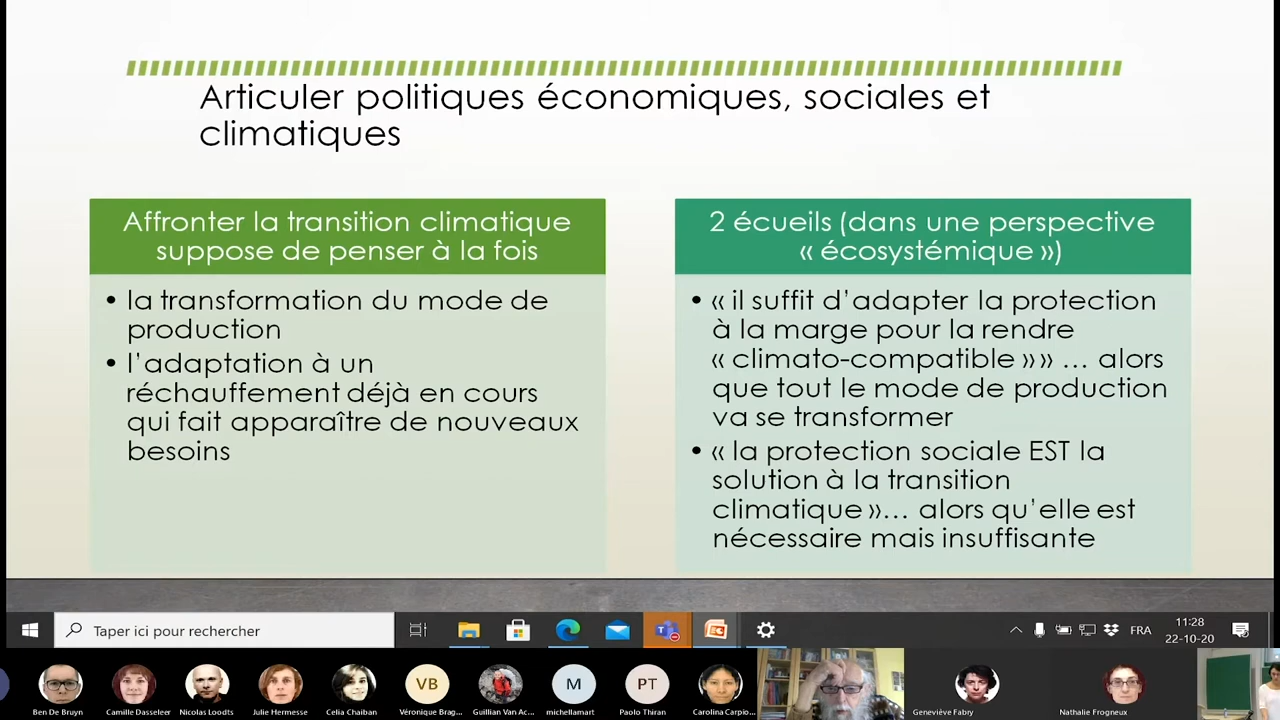 Articuler politiques économiques, sociales et
climatiques
Affronter la transition climatique
suppose de penser à la fois
• la transformation du mode de
production
• l’adaptation à un
réchauffement déjà en cours
qui fait apparaître de nouveaux
besoins
2 écueils (dans une perspective
« écosystémique »)
• « il suffit d’adapter la protection
à la marge pour la rendre
« climato-compatible » » … alors
que tout le mode de production
va se transformer
• « la protection sociale EST la
solution à la transition
climatique »… alors qu’elle est
nécessaire mais insuffisante
Taper ici pour rechercher
FRA
11:28
22-10-20
VB
M
PT
Ben De Bruyn
Camille Dasseleer
Nicolas Loodts
Julie Hermesse
Celia Chaiban
Véronique Brag...
Guillian Van Ac...
michellamart
Paolo Thiran
Carolina Carpio...
Geneviève Fabry
Nathalie Frogneux